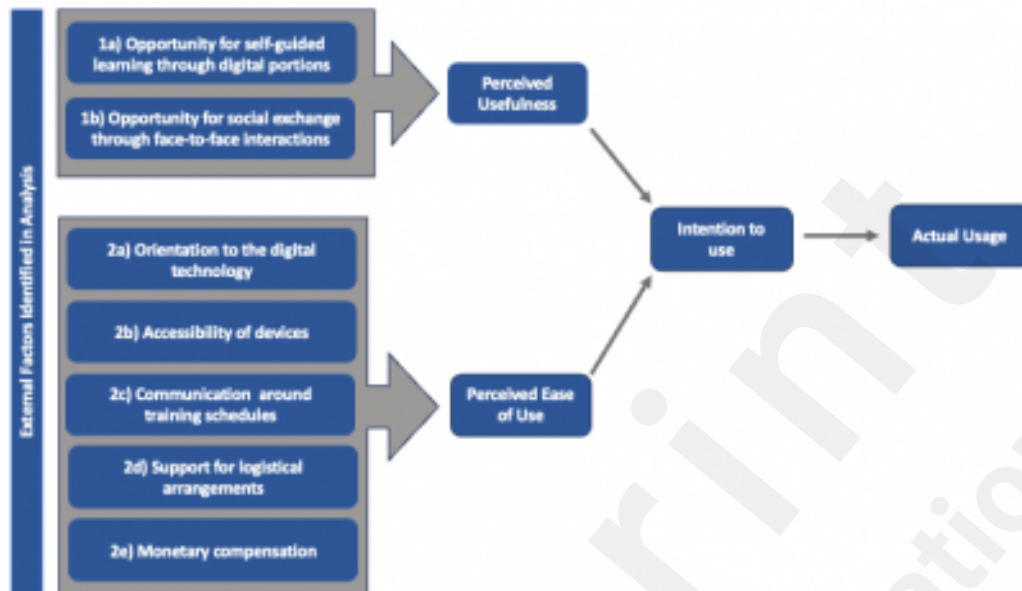 External Factors Identified in Analysis
1a) Opportunity for self-guided
learning through digital portions
1b) Opportunity for social exchange
through face-to-face interactions
Perceived
Usefulness
2a) Orientation to the digital
technology
2b) Accessibility of devices
2c) Communication around
training schedules
2d) Support for logistical
arrangements
2e) Monetary compensation
Perceived Ease
of Use
Intention to
use
Actual Usage
rint